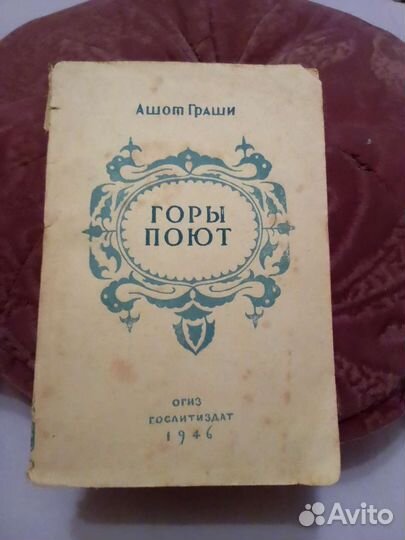 Ашот Граши
ГОРЫ
ПОЮТ
ОГИЗ
ГОСЛИТИЗДАТ
1946
Avito